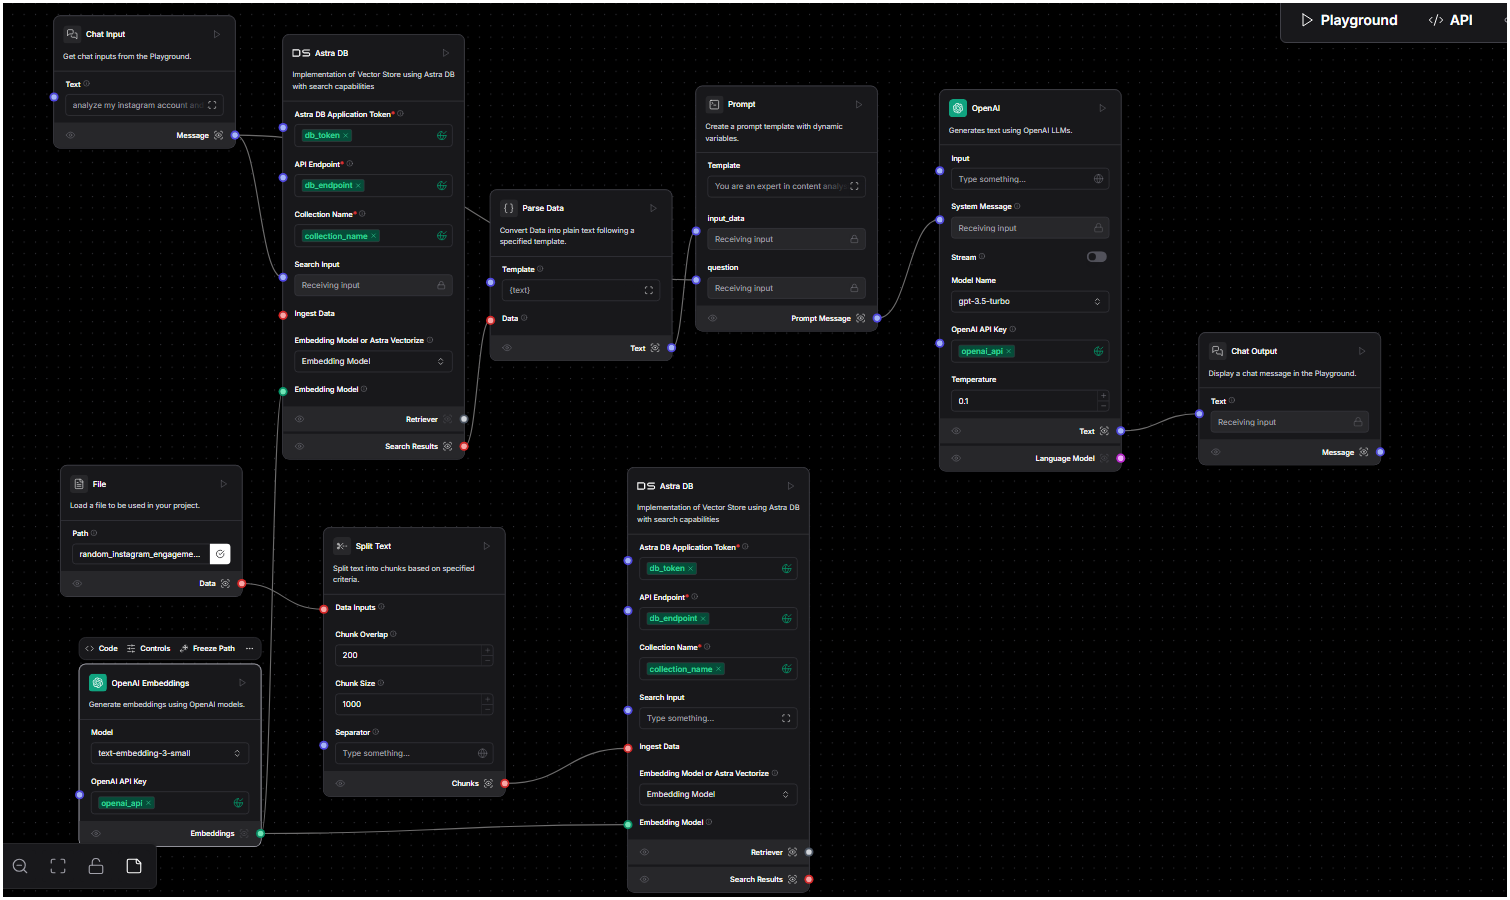 Playground
</> API
Chat Input
Get chat inputs from the Playground.
Text
analyze my instagram account and
Message
DS Astra DB
Implementation of Vector Store using Astra DB
with search capabilities
Astra DB Application Token*
db_token ×
API Endpoint*
db_endpoint ×
Collection Name*
collection_name ×
Search Input
Receiving input
Ingest Data
Embedding Model or Astra Vectorize
Embedding Model
Embedding Model
Retriever
Search Results
Parse Data
Convert Data into plain text following a
specified template.
Template
{text}
Data
Text
Prompt
Create a prompt template with dynamic
variables.
Template
You are an expert in content
input_data
Receiving input
question
Receiving input
Prompt Message
OpenAI
Generates text using OpenAI LLMs.
Input
Type something...
System Message
Receiving input
Stream
Model Name
gpt-3.5-turbo
OpenAI API Key
openai_api ×
Temperature
0.1
Text
Language Model
Chat Output
Display a chat message in the Playground.
Text
Receiving input
Message
File
Load a file to be used in your project.
Path
random_instagram_engageme...
Data
Split Text
Split text into chunks based on specified
criteria.
Data Inputs
Chunk Overlap
200
Chunk Size
1000
Separator
Type something...
Chunks
Code
Controls
Freeze Path
...
OpenAI Embeddings
Generate embeddings using OpenAI models.
Model
text-embedding-3-small
OpenAI API Key
openai_api ×
Embeddings
DS Astra DB
Implementation of Vector Store using Astra DB
with search capabilities
Astra DB Application Token*
db_token ×
API Endpoint*
db_endpoint ×
Collection Name*
collection_name ×
Search Input
Type something...
Ingest Data
Embedding Model or Astra Vectorize
Embedding Model
Embedding Model
Retriever
Search Results